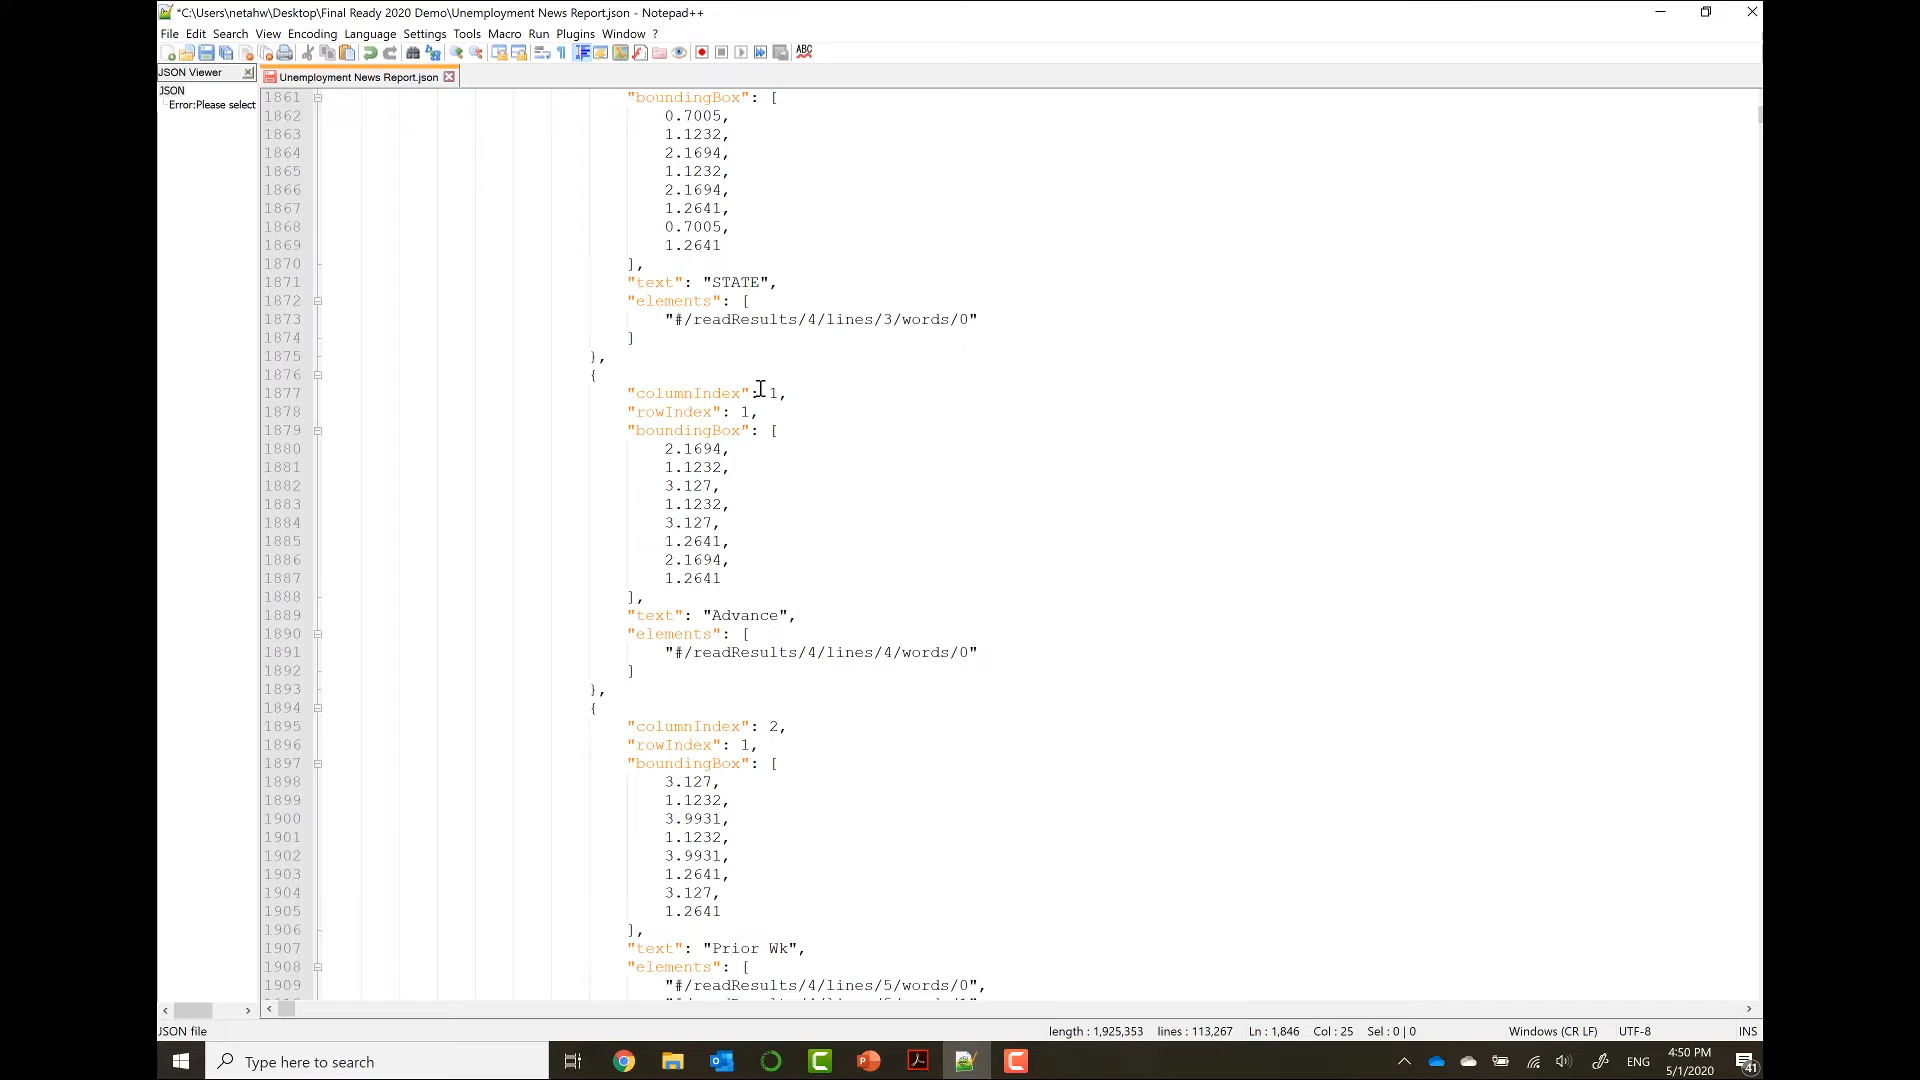 *C:\Users\netahw\Desktop\Final Ready 2020 Demo\Unemployment News Report.json - Notepad++
File Edit Search View Encoding Language Settings Tools Macro Run Plugins Window ?
ABC
JSON Viewer
Unemployment News Report.json
JSON
Error:Please select
1861 "boundingBox": [
1862 0.7005,
1863 1.1232,
1864 2.1694,
1865 1.1232,
1866 2.1694,
1867 1.2641,
1868 0.7005,
1869 1.2641
1870 ],
1871 "text": "STATE",
1872 "elements": [
1873 "#/readResults/4/lines/3/words/0"
1874 ]
1875 },
1876 {
1877 "columnIndex": 1,
1878 "rowIndex": 1,
1879 "boundingBox": [
1880 2.1694,
1881 1.1232,
1882 3.127,
1883 1.1232,
1884 3.127,
1885 1.2641,
1886 2.1694,
1887 1.2641
1888 ],
1889 "text": "Advance",
1890 "elements": [
1891 "#/readResults/4/lines/4/words/0"
1892 ]
1893 },
1894 {
1895 "columnIndex": 2,
1896 "rowIndex": 1,
1897 "boundingBox": [
1898 3.127,
1899 1.1232,
1900 3.9931,
1901 1.1232,
1902 3.9931,
1903 1.2641,
1904 3.127,
1905 1.2641
1906 ],
1907 "text": "Prior Wk",
1908 "elements": [
1909 "#/readResults/4/lines/5/words/0",
JSON file length : 1,925,353 lines : 113,267 Ln : 1,846 Col : 25 Sel : 0 | 0 Windows (CR LF) UTF-8 INS
Type here to search
ENG
4:50 PM
5/1/2020
41